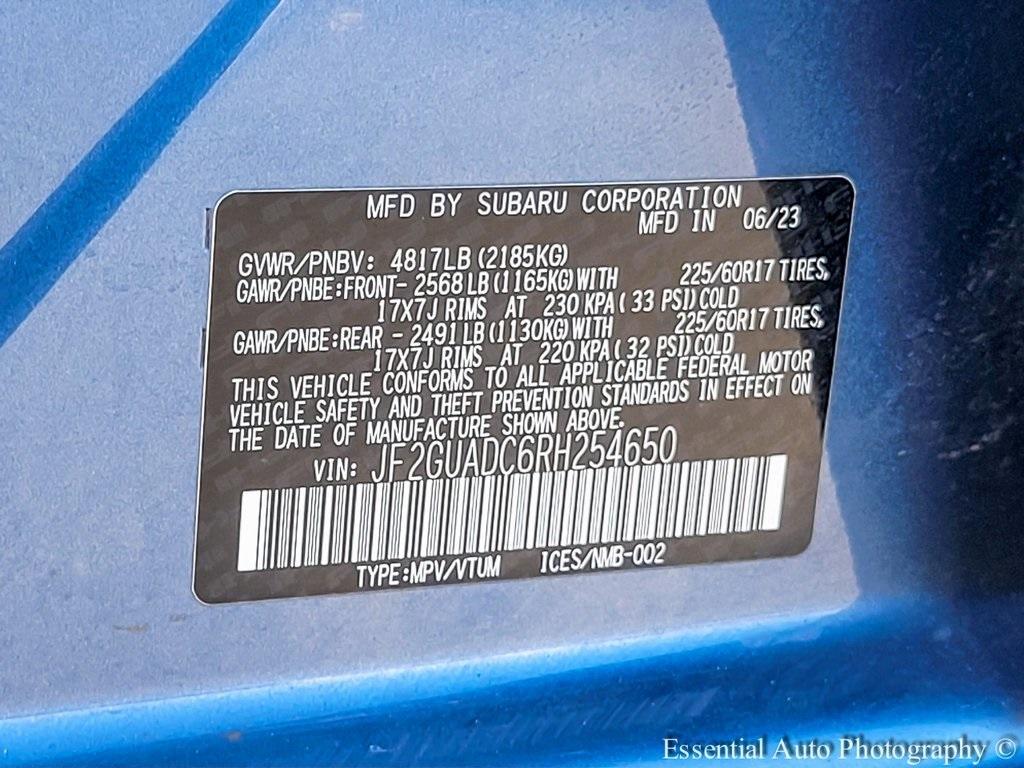 MFD BY SUBARU CORPORATION
MFD IN 06/23
GVWR/PNBV: 4817LB (2185KG)
GAWR/PNBE:FRONT- 2568LB (1165KG) WITH 225/60R17 TIRES,
17X7J RIMS AT 230 KPA ( 33 PSI) COLD
GAWR/PNBE:REAR - 2491LB (1130KG) WITH 225/60R17 TIRES,
17X7J RIMS AT 220 KPA ( 32 PSI) COLD
THIS VEHICLE CONFORMS TO ALL APPLICABLE FEDERAL MOTOR
VEHICLE SAFETY AND THEFT PREVENTION STANDARDS IN EFFECT ON
THE DATE OF MANUFACTURE SHOWN ABOVE.
VIN: JF2GUADC6RH254650
TYPE:MPV/VTUM ICES/NMB-002
Essential Auto Photography ©